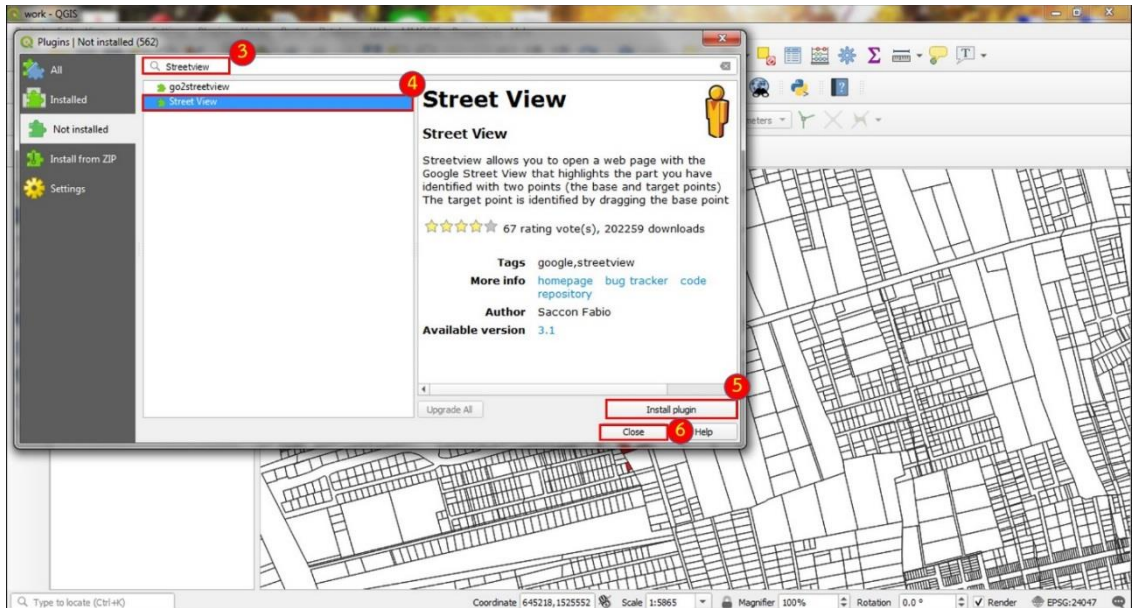 work - QGIS
Plugins | Not installed (562)
3
All
Streetview
4
go2streetview
Street View
Installed
Not installed
Install from ZIP
Settings
Street View
Street View
Streetview allows you to open a web page with the
Google Street View that highlights the part you have
identified with two points (the base and target points)
The target point is identified by dragging the base point
67 rating vote(s), 202259 downloads
Tags google,streetview
More info homepage bug tracker code
repository
Author Saccon Fabio
Available version 3.1
5
Upgrade All Install plugin
Close 6 Help
Type to locate (Ctrl+K) Coordinate 645218,1525552 Scale 1:5865 Magnifier 100% Rotation 0.0 ° Render EPSG:24047